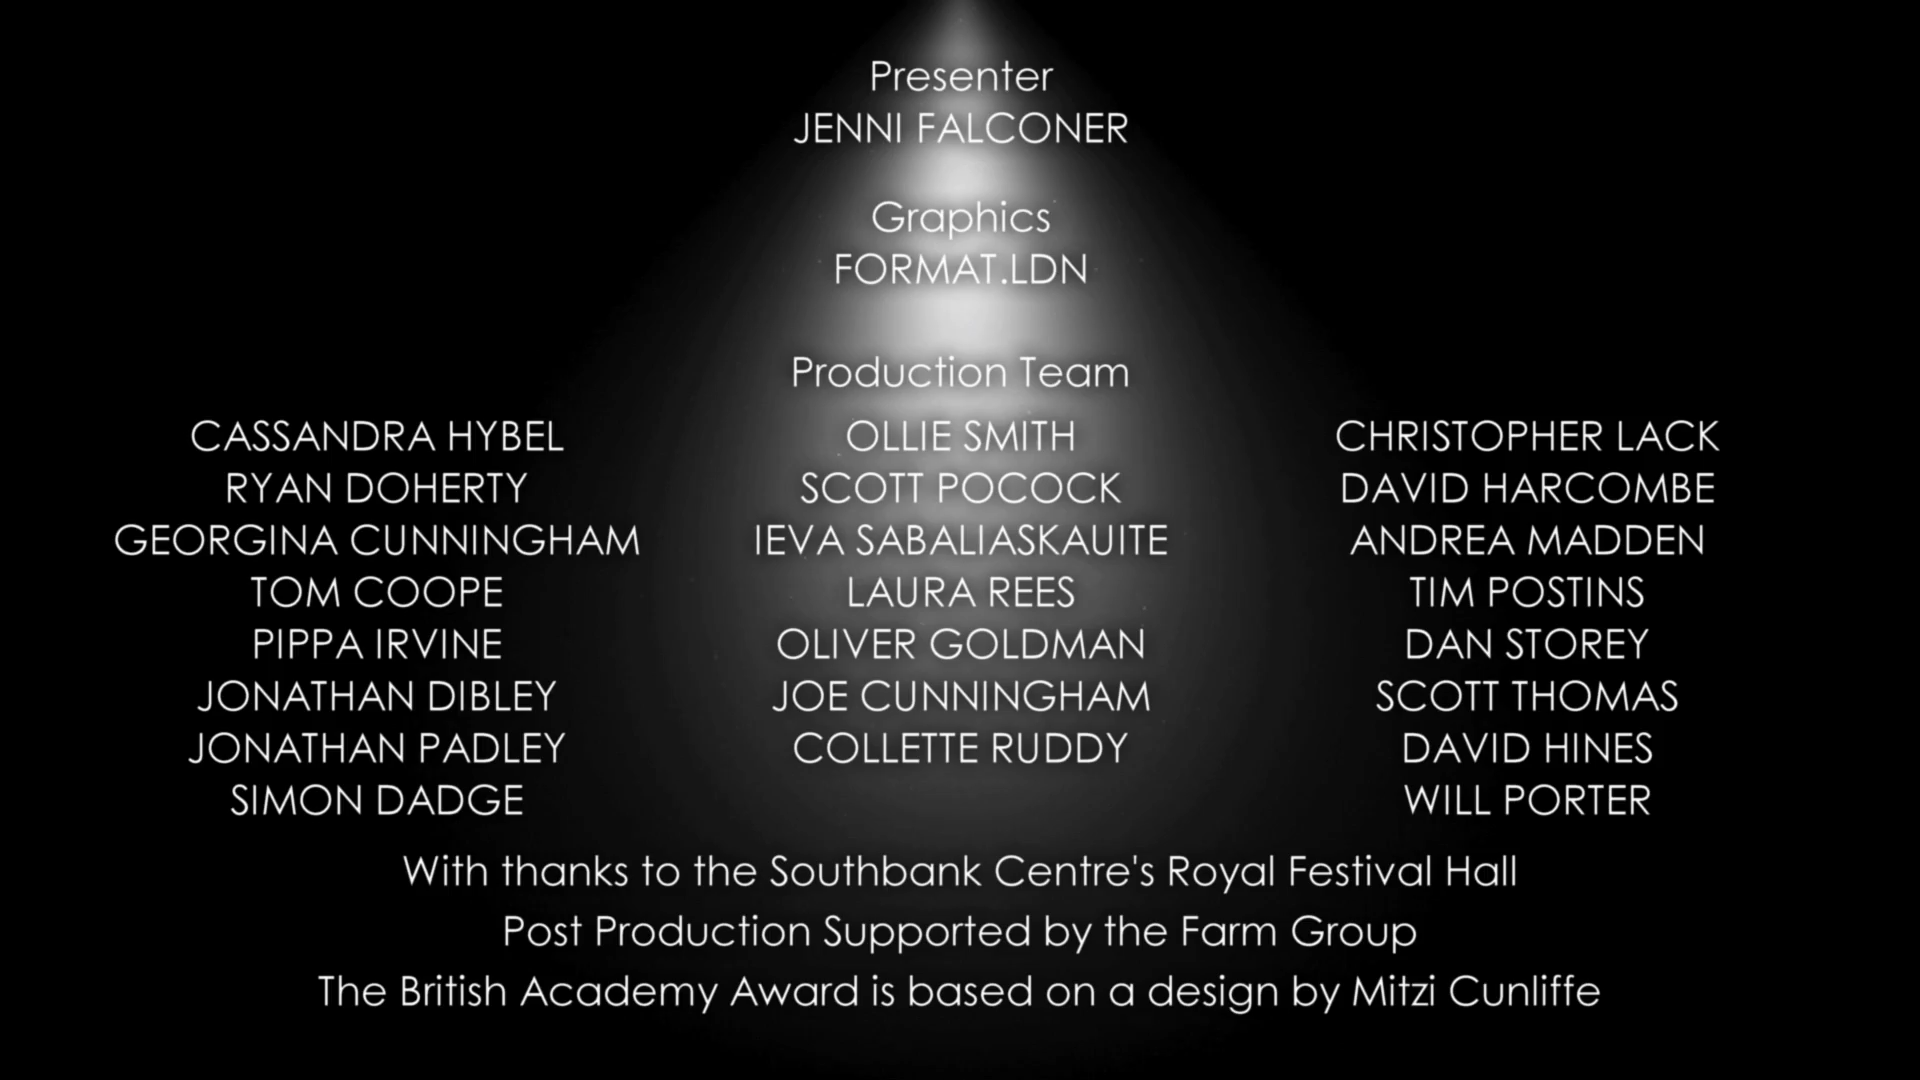 Presenter
JENNI FALCONER
Graphics
FORMAT.LDN
Production Team
CASSANDRA HYBEL
RYAN DOHERTY
GEORGINA CUNNINGHAM
TOM COOPE
PIPPA IRVINE
JONATHAN DIBLEY
JONATHAN PADLEY
SIMON DADGE
OLLIE SMITH
SCOTT POCOCK
IEVA SABALIASKAUITE
LAURA REES
OLIVER GOLDMAN
JOE CUNNINGHAM
COLLETTE RUDDY
CHRISTOPHER LACK
DAVID HARCOMBE
ANDREA MADDEN
TIM POSTINS
DAN STOREY
SCOTT THOMAS
DAVID HINES
WILL PORTER
With thanks to the Southbank Centre's Royal Festival Hall
Post Production Supported by the Farm Group
The British Academy Award is based on a design by Mitzi Cunliffe